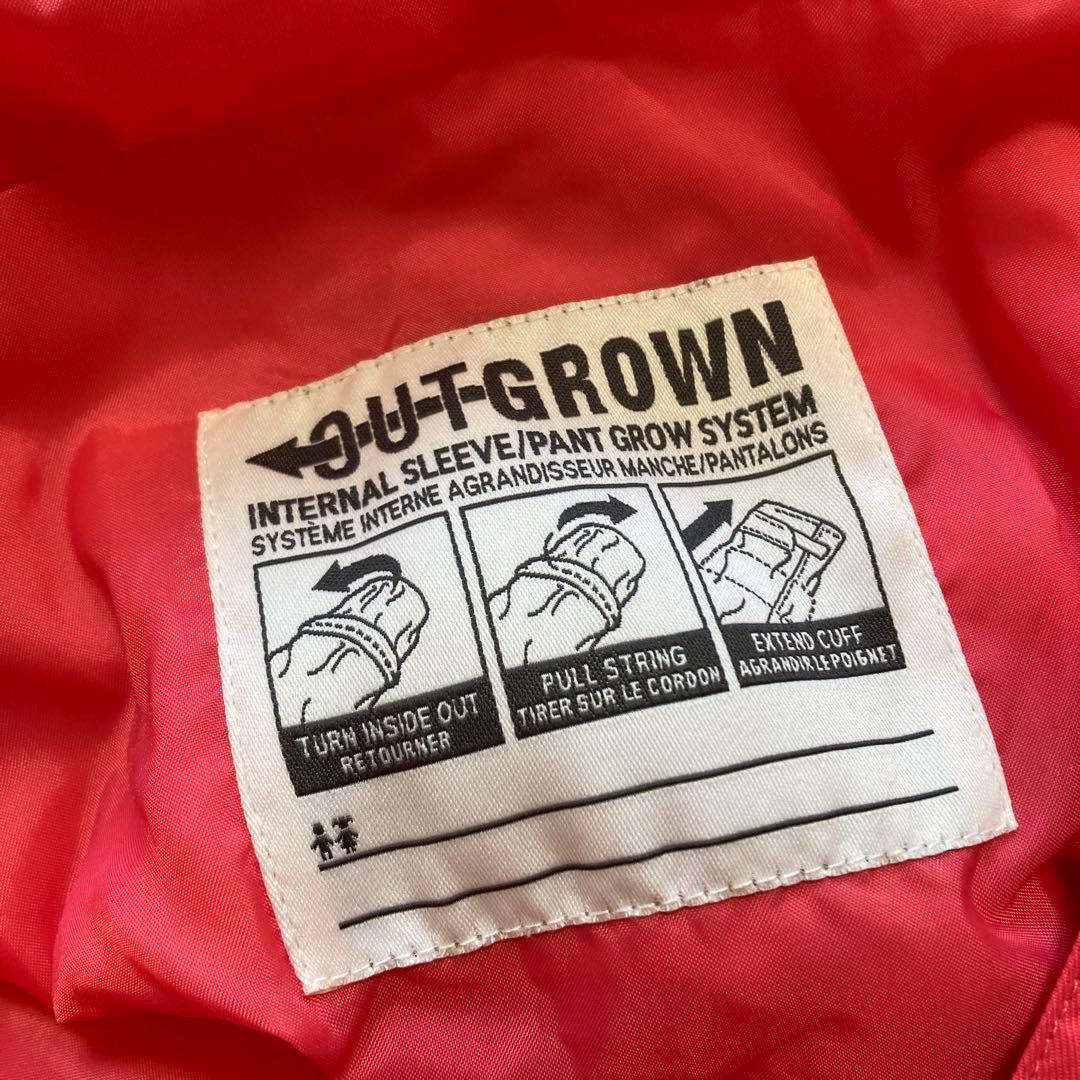 OUTGROWN
INTERNAL SLEEVE/PANT GROW SYSTEM
SYSTÈME INTERNE AGRANDISSEUR MANCHE/PANTALONS
TURN INSIDE OUT
RETOURNER
PULL STRING
TIRER SUR LE CORDON
EXTEND CUFF
AGRANDIR LE POIGNET